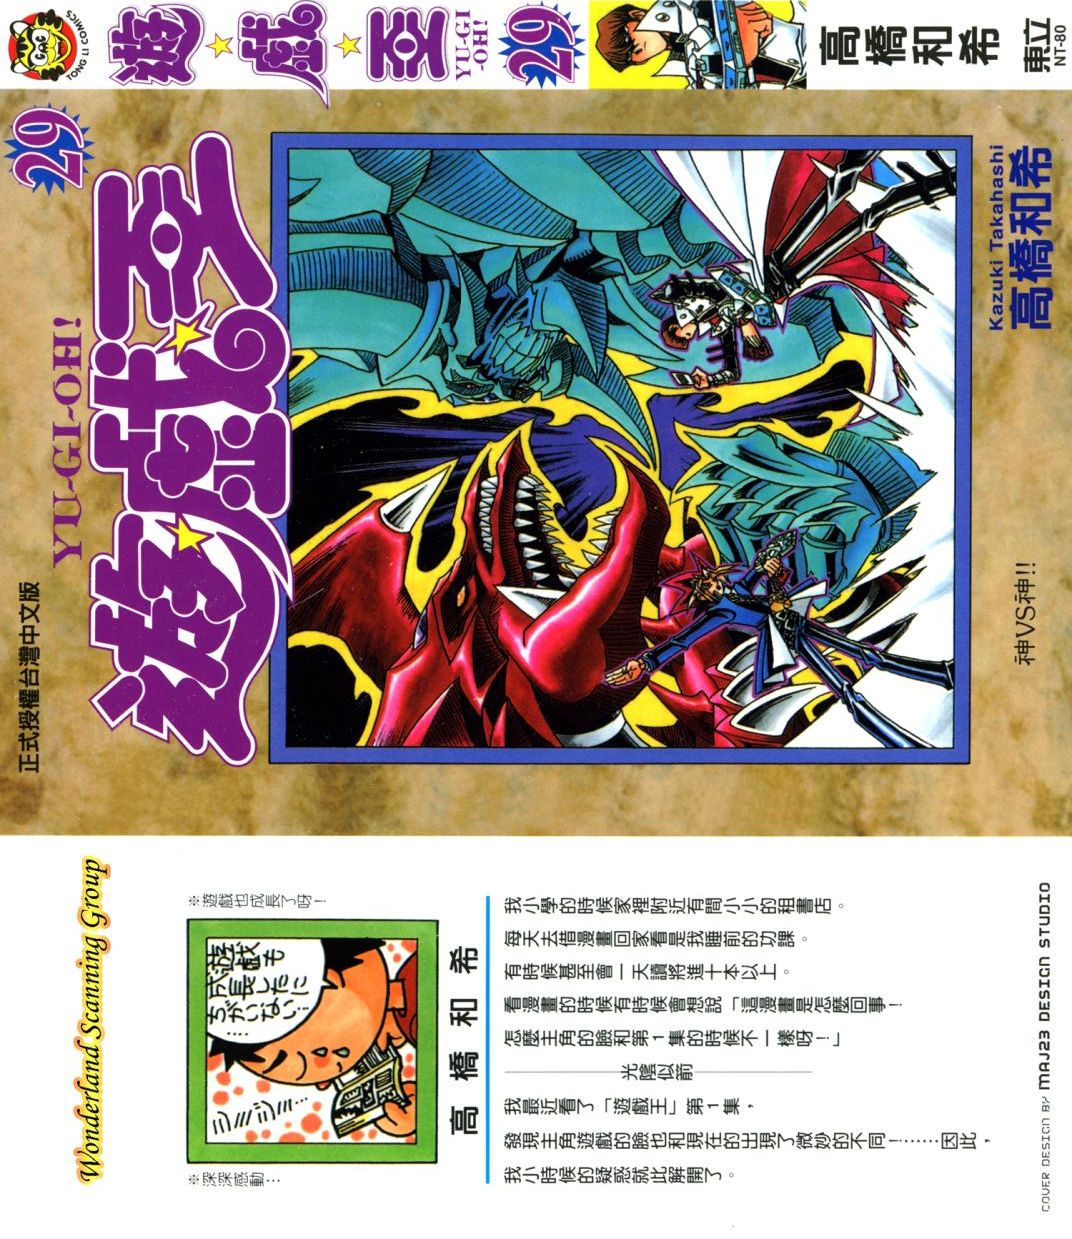 TONG LI COMICS
遊戲王
YU-GI-OH!
29
高橋和希
東立
NT-80
29
正式授權台灣中文版
YU-GI-OH!
遊戲王
Kazuki Takahashi
高橋和希
神VS神!!
Wonderland Scanning Group
※遊戲也成長了呀!
遊戯も
成長したに
ちがいない…
…
※深深感動…
高橋和希
我小學的時候家裡附近有間小小的租書店。
每天去借漫畫回家看是我睡前的功課。
有時候甚至會一天讀將進十本以上。
看漫畫的時候有時候會想說「這漫畫是怎麼回事!
怎麼主角的臉和第1集的時候不一樣呀!」
光陰似箭
我最近看了「遊戲王」第1集,
發現主角遊戲的臉也和現在的出現了微妙的不同!……因此,
我小時候的疑惑就此解開了。
COVER DESIGN BY MAJ23 DESIGN STUDIO